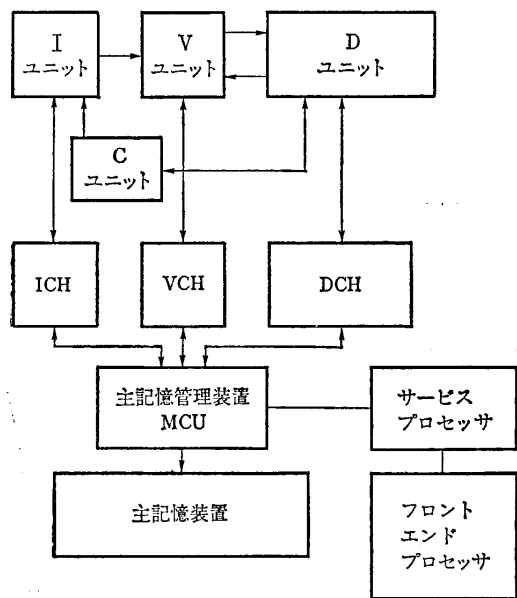 I
ユニット
V
ユニット
D
ユニット
C
ユニット
ICH
VCH
DCH
主記憶管理装置
MCU
サービス
プロセッサ
主記憶装置
フロント
エンド
プロセッサ